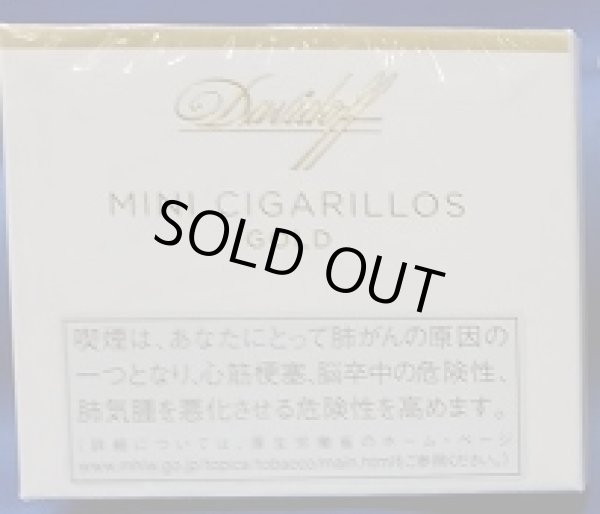 Davidoff
MINI CIGARILLOS
GOLD
SOLD OUT
喫煙は、あなたにとって肺がんの原因の
一つとなり、心筋梗塞、脳卒中の危険性、
肺気腫を悪化させる危険性を高めます。
(詳細については、厚生労働省のホーム・ページ
www.mhlw.go.jp/topics/tobacco/main.htmlをご参照ください。)